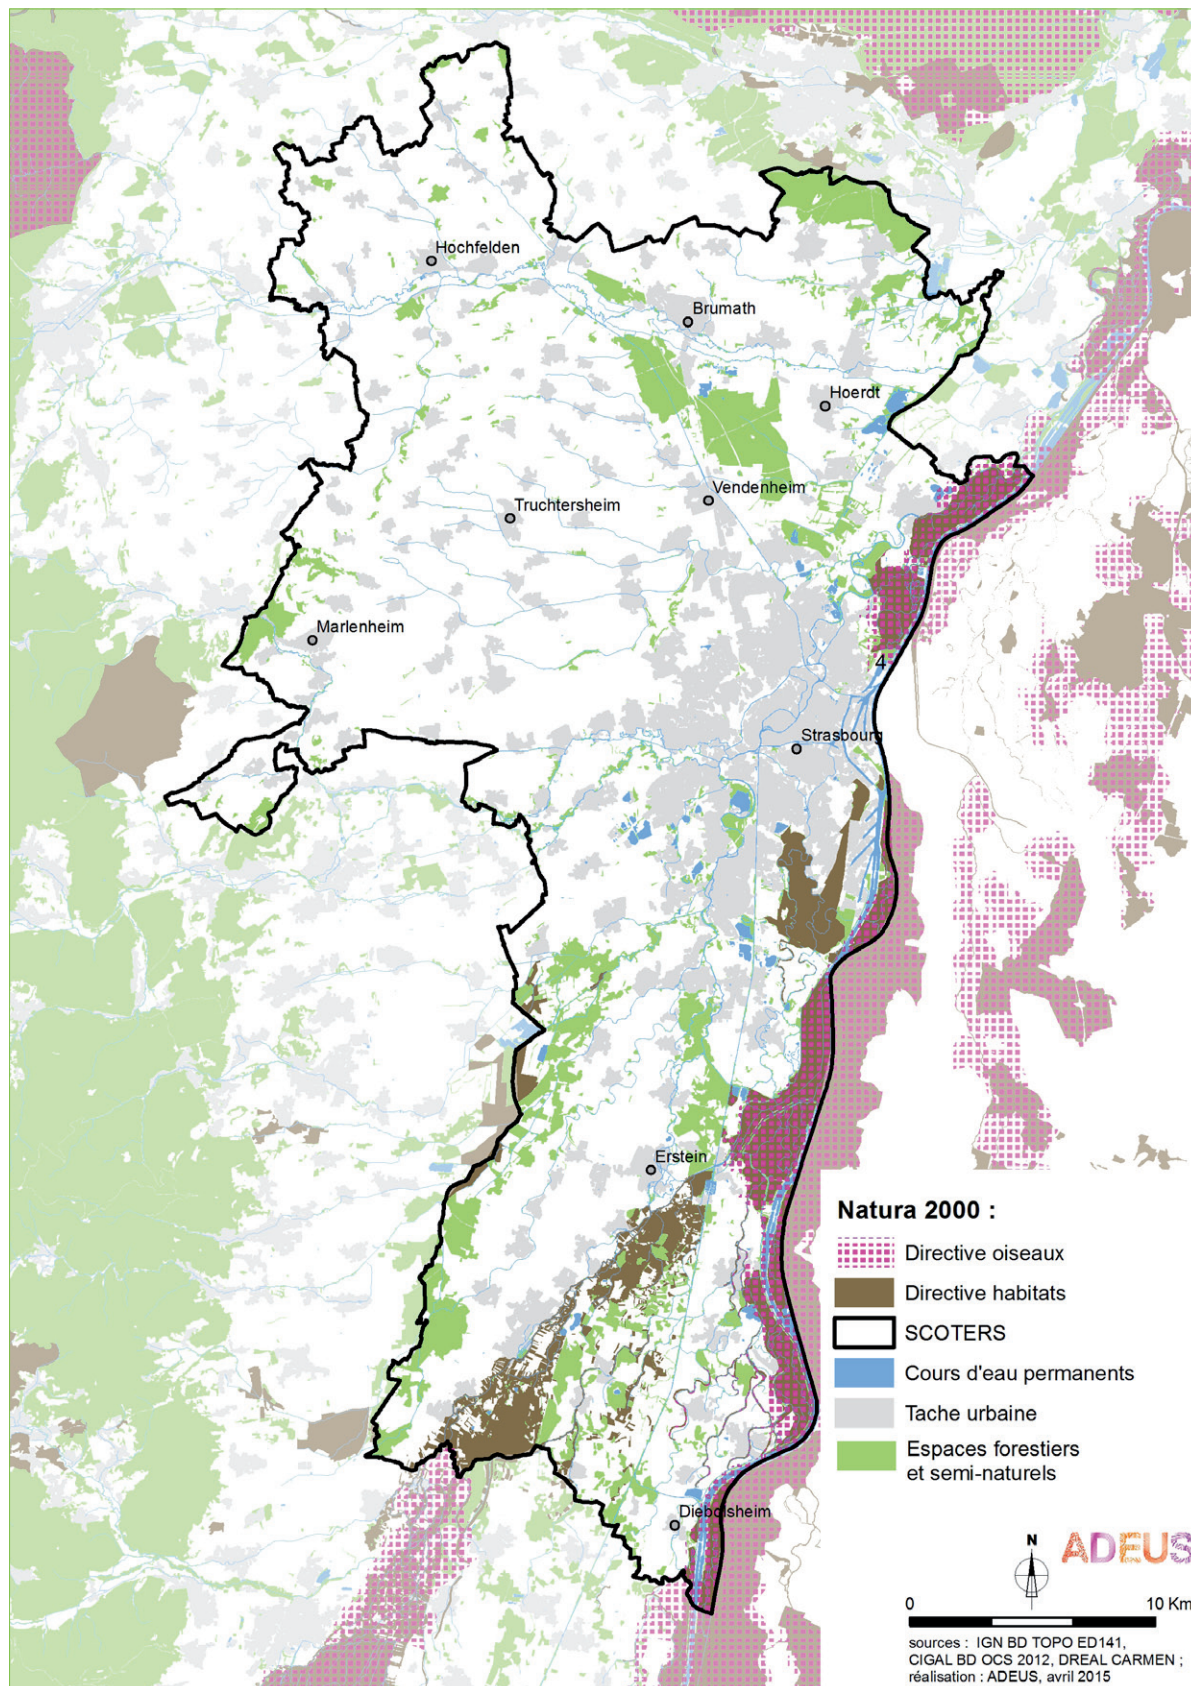 Hochfelden
Brumath
Hoerdt
Vendenheim
Truchtersheim
Marlenheim
4
Strasbourg
Erstein
Diebolsheim
Natura 2000 :
Directive oiseaux
Directive habitats
SCOTERS
Cours d'eau permanents
Tache urbaine
Espaces forestiers
et semi-naturels
N
ADEUS
0 10 Km
sources : IGN BD TOPO ED141,
CIGAL BD OCS 2012, DREAL CARMEN ;
réalisation : ADEUS, avril 2015